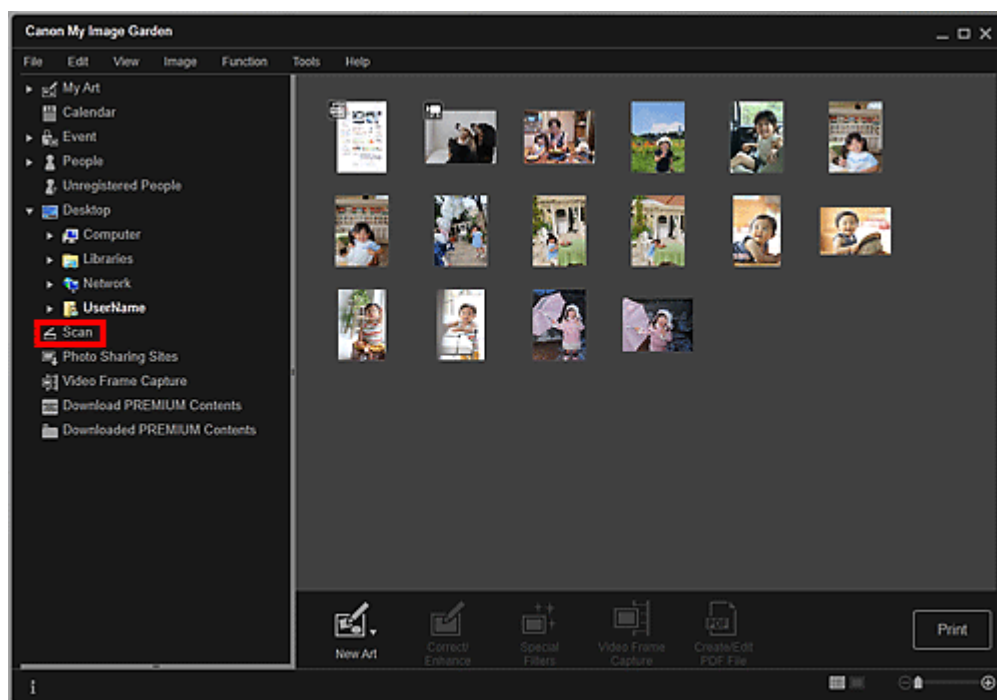 Canon My Image Garden
File Edit View Image Function Tools Help
My Art
Calendar
Event
People
Unregistered People
Desktop
Computer
Libraries
Network
UserName
Scan
Photo Sharing Sites
Video Frame Capture
Download PREMIUM Contents
Downloaded PREMIUM Contents
New Art
Correct/
Enhance
Special
Filters
Video Frame
Capture
PDF
Create/Edit
PDF File
Print